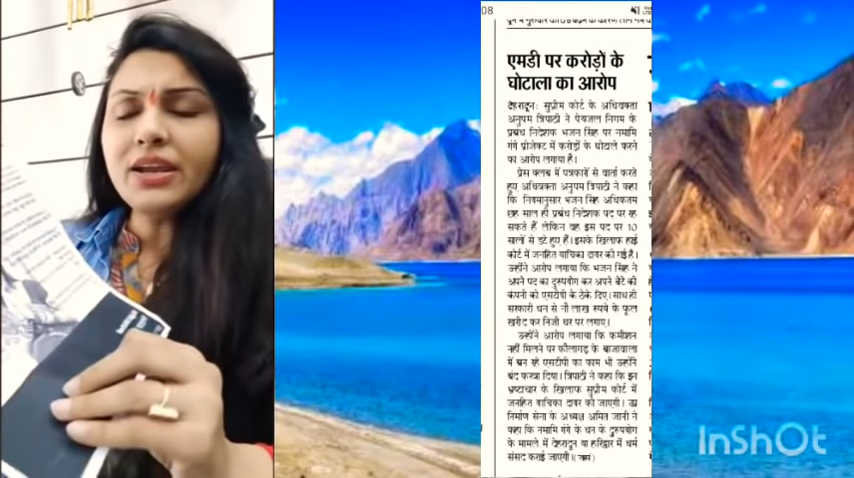 08
एमडी पर करोड़ों के
घोटाला का आरोप
देहरादून: सुप्रीम कोर्ट के अधिवक्ता
अनुपम त्रिपाठी ने पेयजल निगम के
प्रबंध निदेशक भजन सिंह पर नमामि
गंगे प्रोजेक्ट में करोड़ों के घोटाले करने
का आरोप लगाया है।
प्रेस क्लब में पत्रकारों से वार्ता करते
हुए अधिवक्ता अनुपम त्रिपाठी ने कहा
कि नियमानुसार भजन सिंह अधिकतम
छह साल ही प्रबंध निदेशक पद पर रह
सकते हैं लेकिन वह इस पद पर 10
सालों से डटे हुए हैं। इसके खिलाफ हाई
कोर्ट में जनहित याचिका दायर की गई है।
उन्होंने आरोप लगाया कि भजन सिंह ने
अपने पद का दुरुपयोग कर अपने बेटे की
कंपनी को एसटीपी के ठेके दिए। साथ ही
सरकारी धन से नौ लाख रुपये के फूल
खरीद कर निजी घर पर लगाए।
उन्होंने आरोप लगाया कि कमीशन
नहीं मिलने पर कौलागढ़ के बाजावाला
में बन रहे एसटीपी का काम भी उन्होंने
बंद करवा दिया। त्रिपाठी ने कहा कि इन
भ्रष्टाचार के खिलाफ सुप्रीम कोर्ट में
जनहित याचिका दायर की जाएगी। उप्र
निर्माण सेना के अध्यक्ष अमित जानी ने
कहा कि नमामि गंगे के धन के दुरुपयोग
के मामले में देहरादून या हरिद्वार में धर्म
संसद कराई जाएगी। (जासं)
InShOt